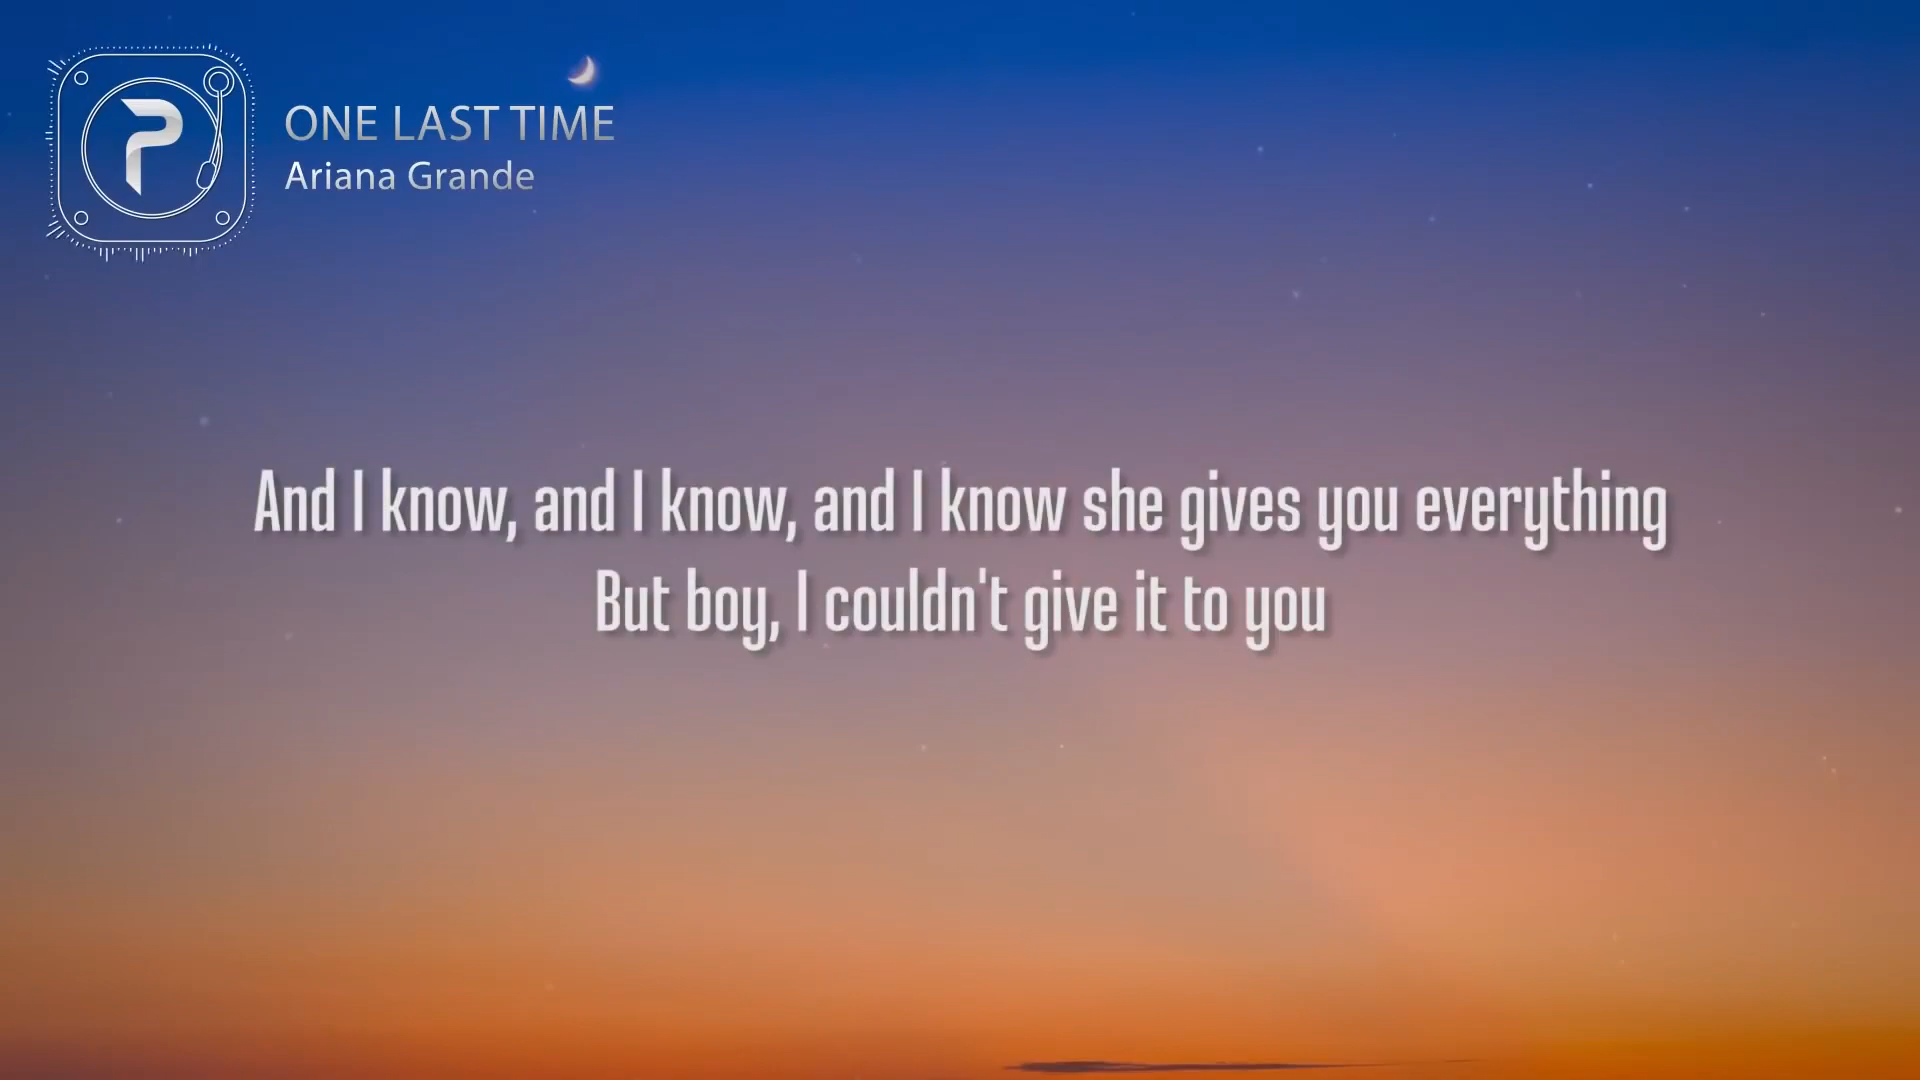 ONE LAST TIME
Ariana Grande
And I know, and I know, and I know she gives you everything
But boy, I couldn't give it to you